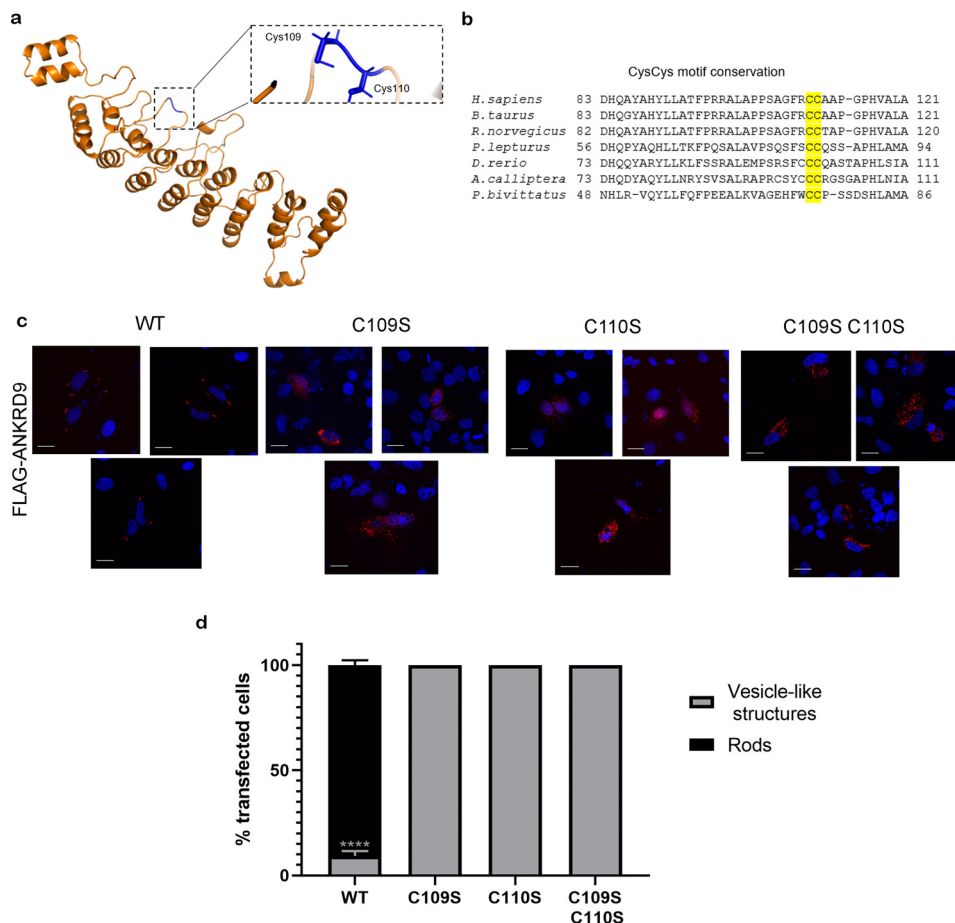 a
Cys109
Cys110
b
CysCys motif conservation
H.sapiens 83 DHQAYAHYLLATFPRRALAPPSAGFRCCAAP-GPHVALA 121
B.taurus 83 DHQGYAHYLLATFPRRALAPPSAGFRCCAAP-GPHVALA 121
R.norvegicus 82 DHQAYAHYLLATFPRRALAPPSAGFRCCTAP-GPHVALA 120
P.lepturus 56 DHQPYAQHLLTKFPQSALAVPSQSFSCCQSS-APHLAMA 94
D.rerio 73 DHQQYARYLLKLFSSRALEMPSRSFCCCQASTAPHLSIA 111
A.calliptera 73 DHQDYAQYLLNRYSVSALRAPRCSYCCCRGSGAPHLNIA 111
P.bivittatus 48 NHLR-VQYLLFQFPEEALKVAGEHFWCCP-SSDSHLAMA 86
c
WT
C109S
C110S
C109S C110S
FLAG-ANKRD9
d
% transfected cells
100
50
0
****
WT
C109S
C110S
C109S
C110S
Vesicle-like
structures
Rods